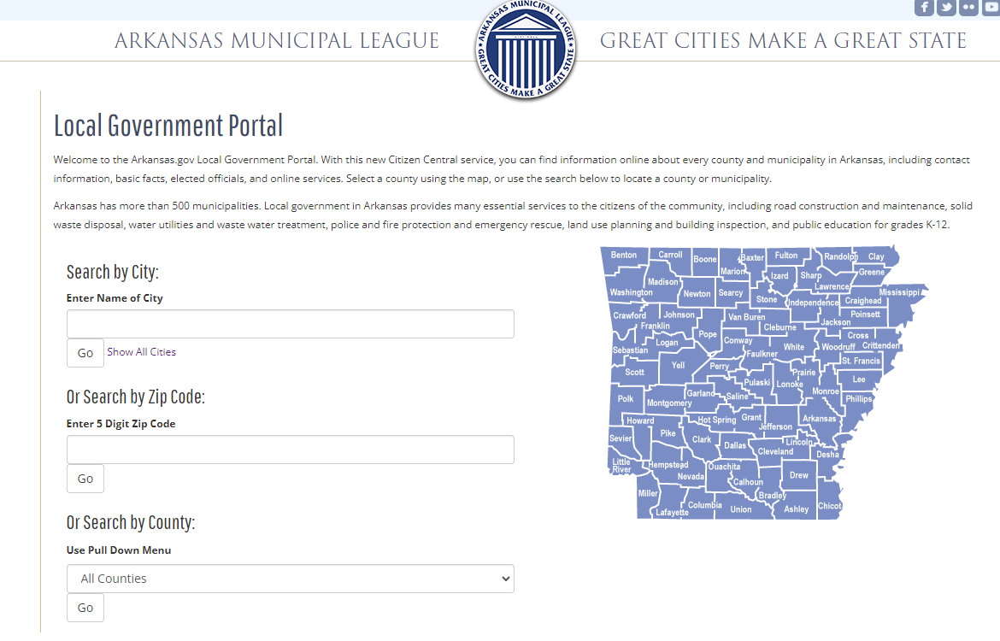 ARKANSAS MUNICIPAL LEAGUE
ARKANSAS MUNICIPAL LEAGUE
GREAT CITIES MAKE A GREAT STATE
CITY HALL
GREAT CITIES MAKE A GREAT STATE
Local Government Portal
Welcome to the Arkansas.gov Local Government Portal. With this new Citizen Central service, you can find information online about every county and municipality in Arkansas, including contact
information, basic facts, elected officials, and online services. Select a county using the map, or use the search below to locate a county or municipality.
Arkansas has more than 500 municipalities. Local government in Arkansas provides many essential services to the citizens of the community, including road construction and maintenance, solid
waste disposal, water utilities and waste water treatment, police and fire protection and emergency rescue, land use planning and building inspection, and public education for grades K-12.
Search by City:
Enter Name of City
Go Show All Cities
Or Search by Zip Code:
Enter 5 Digit Zip Code
Go
Or Search by County:
Use Pull Down Menu
All Counties
Go
Benton Carroll Boone Baxter Fulton Randolph Clay
Marion Izard Sharp Greene
Washington Madison Newton Searcy Stone Lawrence Mississippi
Independence Craighead
Crawford Johnson Van Buren Poinsett
Franklin Cleburne Jackson
Logan Pope Conway Cross
Sebastian Faulkner White Woodruff Crittenden
Scott Yell Perry Prairie St. Francis
Pulaski Lonoke Lee
Polk Montgomery Garland Saline Monroe Phillips
Howard Hot Spring Grant Jefferson Arkansas
Sevier Pike Clark Dallas Cleveland Lincoln Desha
Little
River Hempstead Ouachita Drew
Nevada Calhoun
Miller Columbia Bradley
Lafayette Union Ashley Chicot